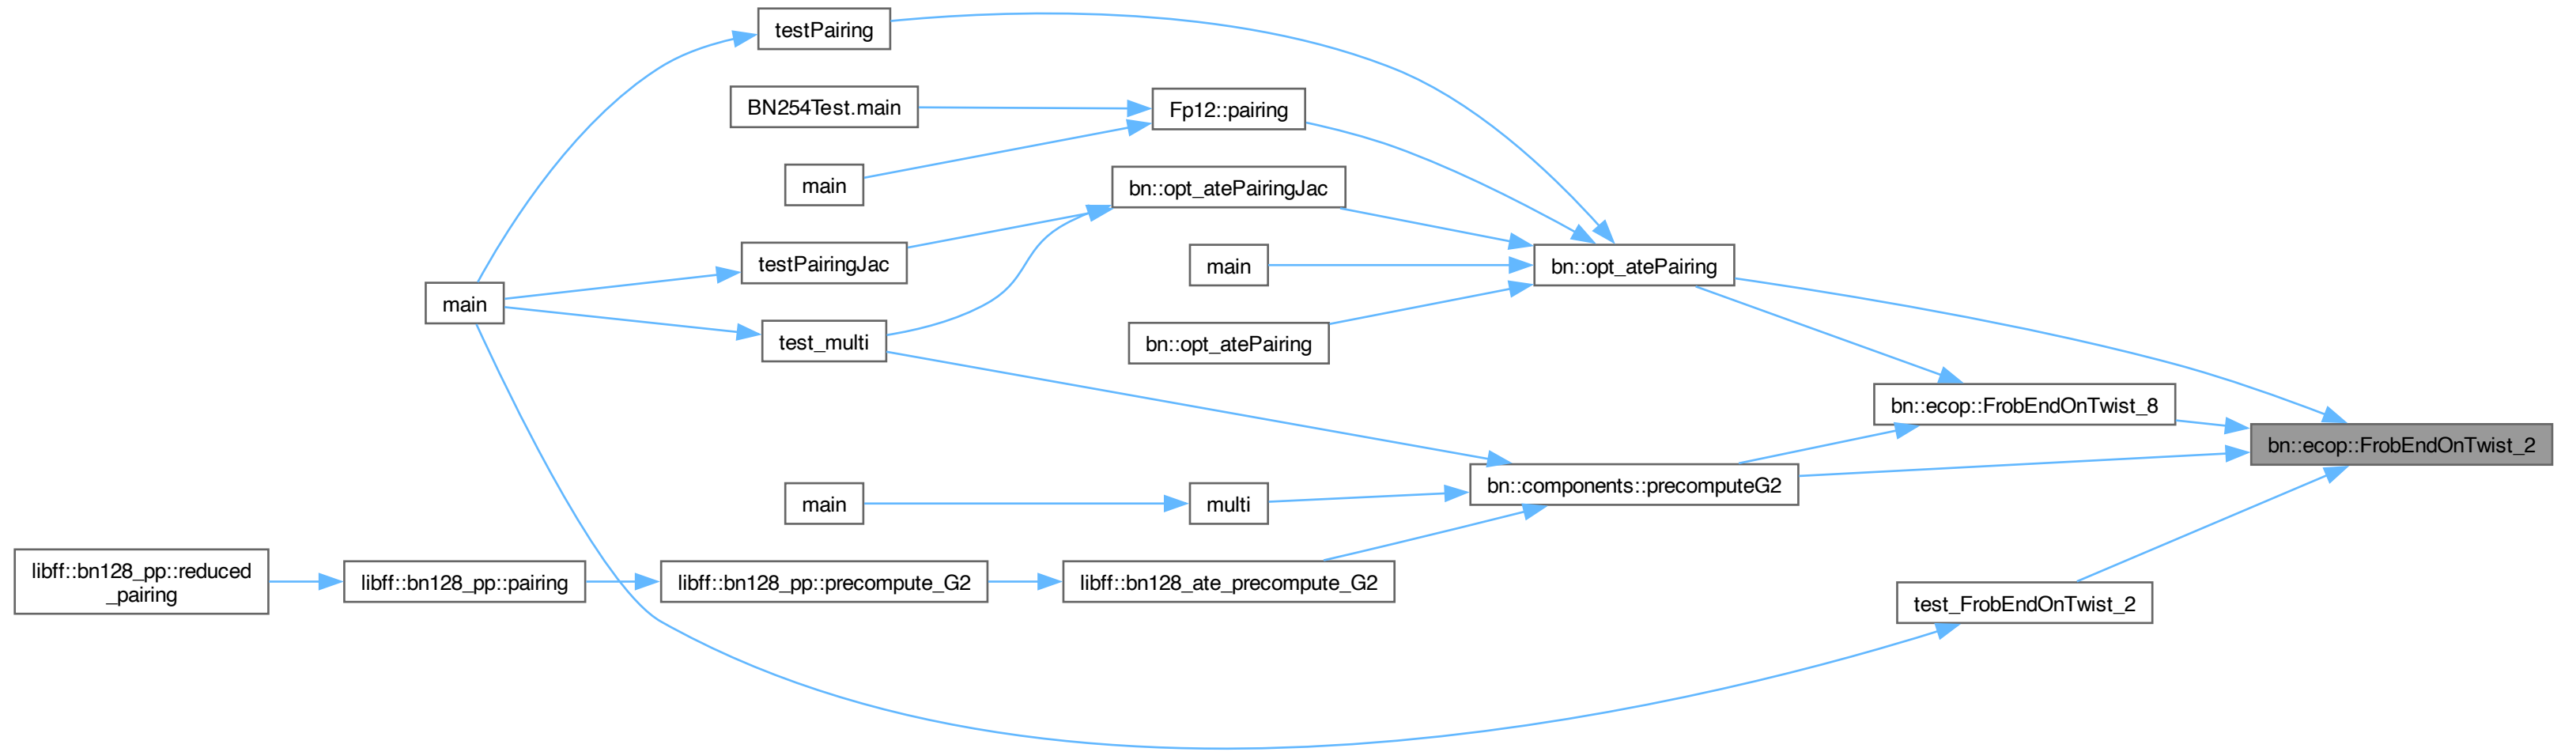 testPairing
BN254Test.main
Fp12::pairing
main
bn::opt_atePairingJac
testPairingJac
main
bn::opt_atePairing
main
test_multi
bn::opt_atePairing
bn::ecop::FrobEndOnTwist_8
bn::ecop::FrobEndOnTwist_2
bn::components::precomputeG2
main
multi
libff::bn128_pp::reduced
_pairing
libff::bn128_pp::pairing
libff::bn128_pp::precompute_G2
libff::bn128_ate_precompute_G2
test_FrobEndOnTwist_2